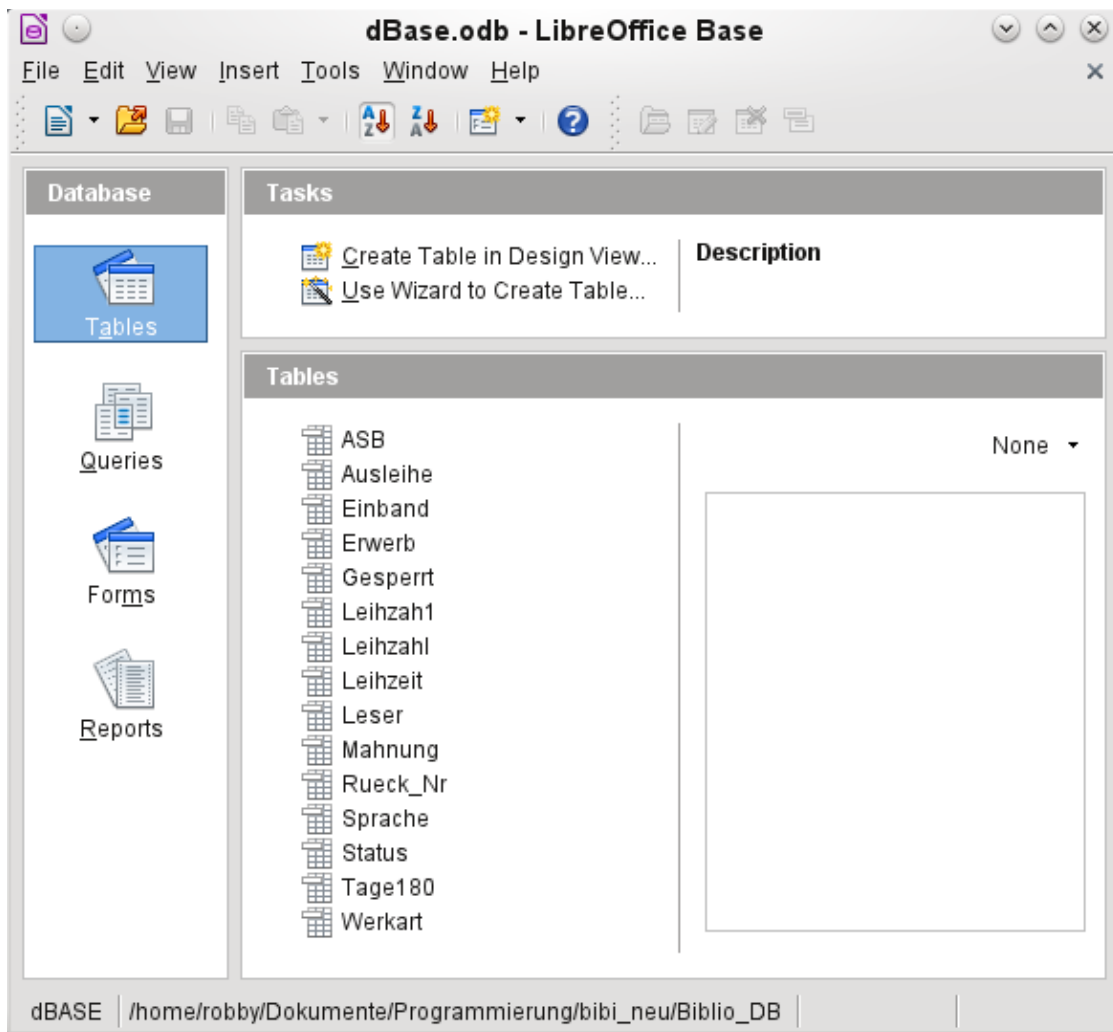 dBase.odb - LibreOffice Base
File Edit View Insert Tools Window Help
Database
Tables
Queries
Forms
Reports
Tasks
Create Table in Design View...
Use Wizard to Create Table...
Description
Tables
ASB
Ausleihe
Einband
Erwerb
Gesperrt
Leihzah1
Leihzahl
Leihzeit
Leser
Mahnung
Rueck_Nr
Sprache
Status
Tage180
Werkart
None
dBASE /home/robby/Dokumente/Programmierung/bibi_neu/Biblio_DB